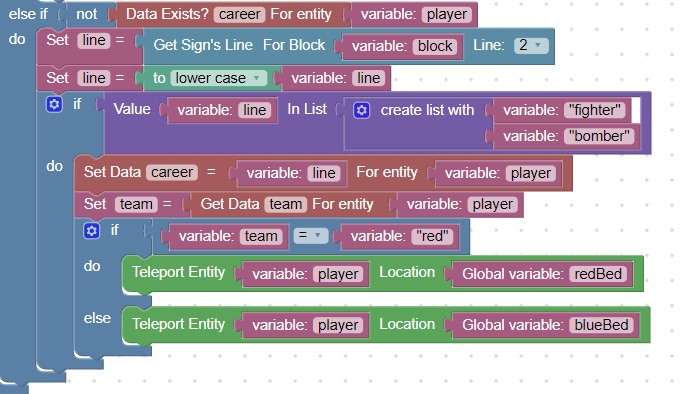 else if not Data Exists? career For entity variable: player
do Set line = Get Sign's Line For Block variable: block Line: 2
Set line = to lower case variable: line
if Value variable: line In List create list with variable: "fighter"
variable: "bomber"
do Set Data career = variable: line For entity variable: player
Set team = Get Data team For entity variable: player
if variable: team = variable: "red"
do Teleport Entity variable: player Location Global variable: redBed
else Teleport Entity variable: player Location Global variable: blueBed